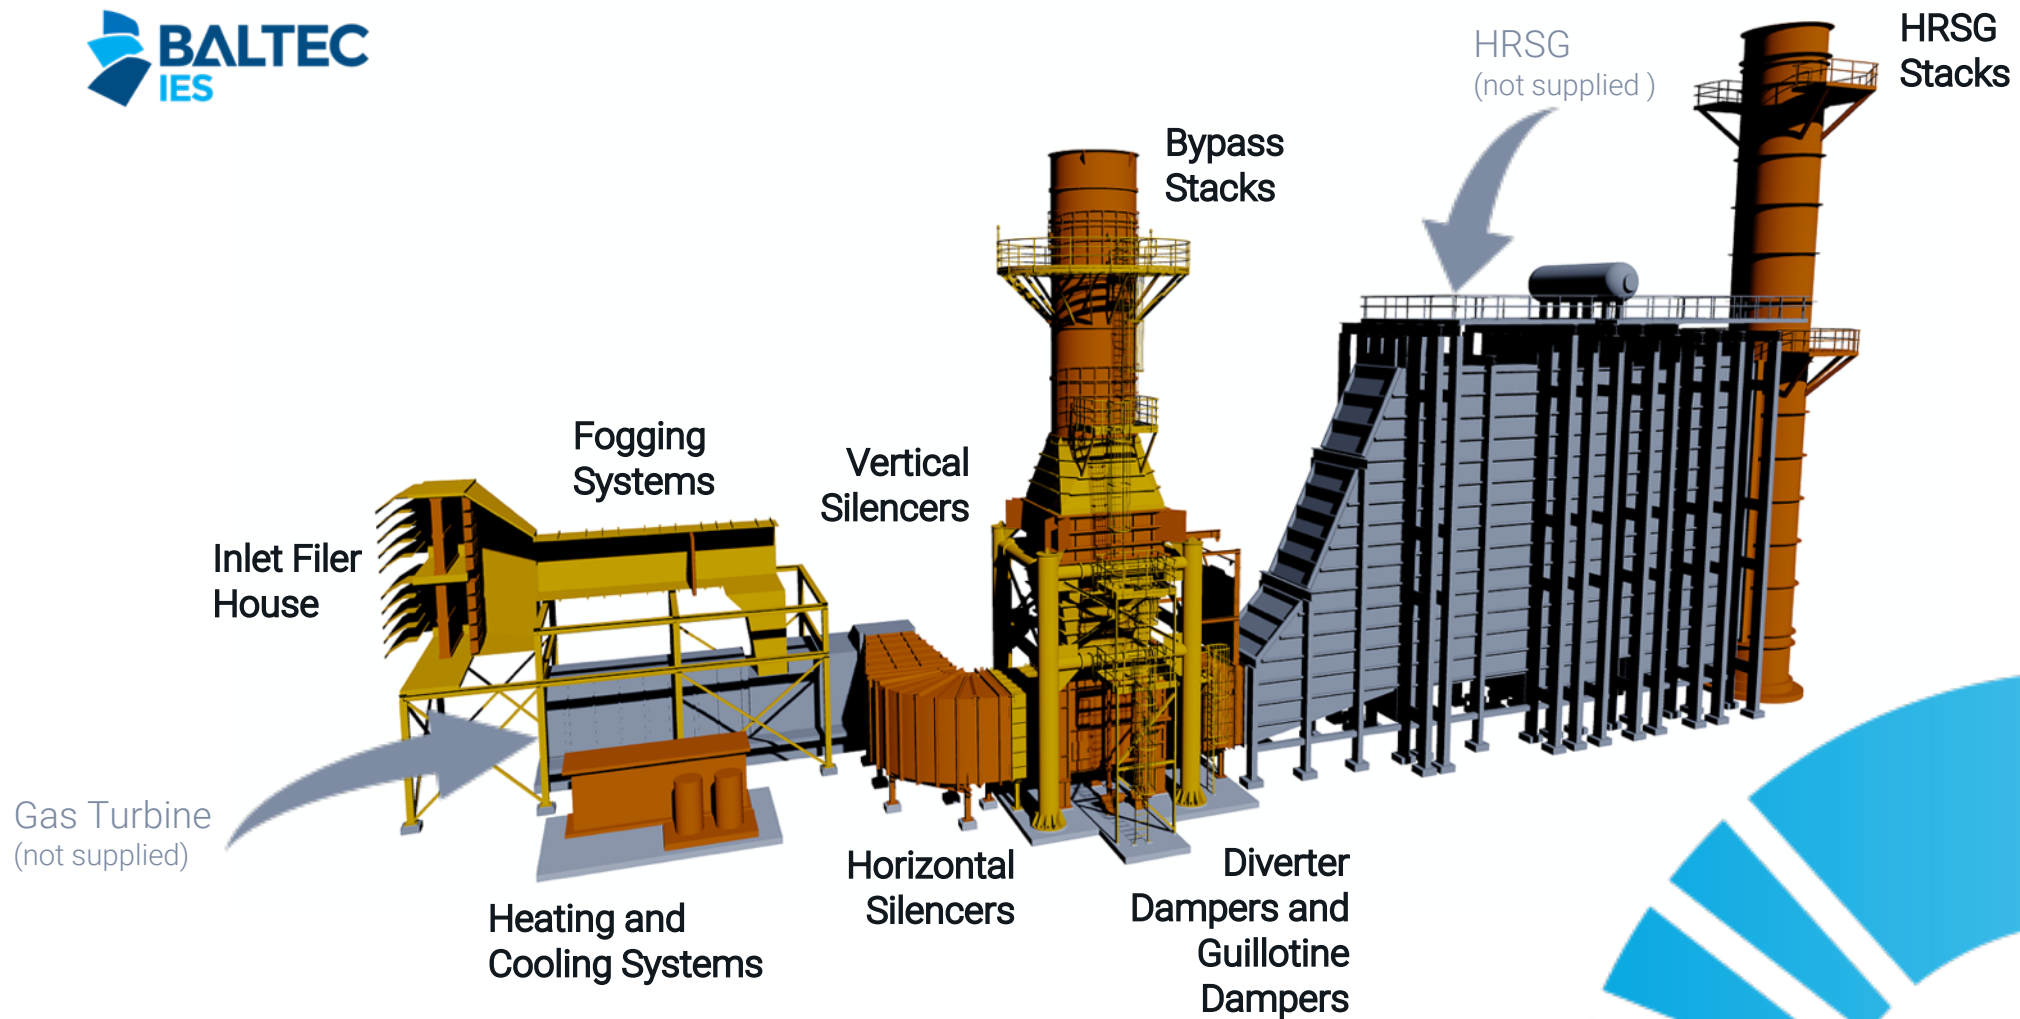 BALTEC
IES
HRSG
(not supplied )
HRSG
Stacks
Bypass
Stacks
Fogging
Systems
Vertical
Silencers
Inlet Filer
House
Gas Turbine
(not supplied)
Heating and
Cooling Systems
Horizontal
Silencers
Diverter
Dampers and
Guillotine
Dampers